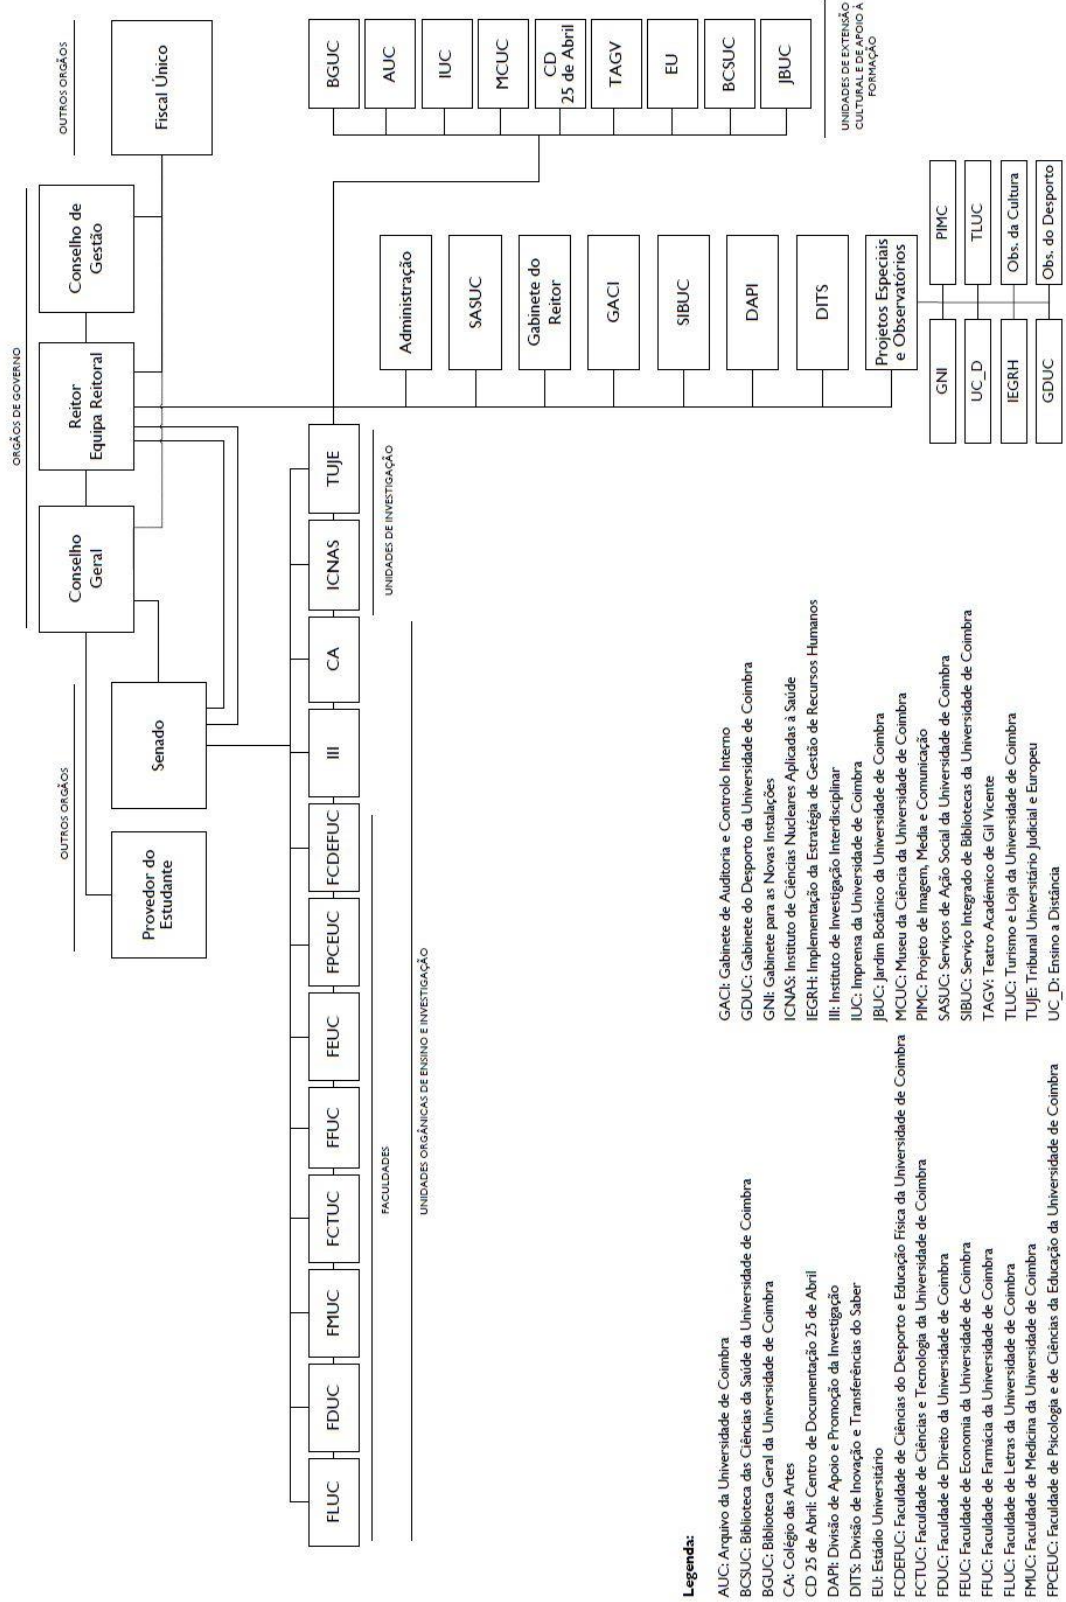 ORGÃOS DE GOVERNO
OUTROS ORGÃOS
OUTROS ORGÃOS
Provedor do
Estudante
Senado
Conselho
Geral
Reitor
Equipa Reitoral
Conselho de
Gestão
Fiscal Único
FLUC
FDUC
FMUC
FCTUC
FFUC
FEUC
FPCEUC
FCDEFUC
III
CA
ICNAS
TUJE
FACULDADES
UNIDADES ORGÂNICAS DE ENSINO E INVESTIGAÇÃO
UNIDADES DE INVESTIGAÇÃO
BGUC
AUC
IUC
MCUC
CD
25 de Abril
TAGV
EU
BCSUC
JBUC
UNIDADES DE EXTENSÃO
CULTURAL E DE APOIO À
FORMAÇÃO
Administração
SASUC
Gabinete do
Reitor
GACI
SIBUC
DAPI
DITS
Projetos Especiais
e Observatórios
GNI
PIMC
UC_D
TLUC
IEGRH
Obs. da Cultura
GDUC
Obs. do Desporto
Legenda:
AUC: Arquivo da Universidade de Coimbra
BCSUC: Biblioteca das Ciências da Saúde da Universidade de Coimbra
BGUC: Biblioteca Geral da Universidade de Coimbra
CA: Colégio das Artes
CD 25 de Abril: Centro de Documentação 25 de Abril
DAPI: Divisão de Apoio e Promoção da Investigação
DITS: Divisão de Inovação e Transferências do Saber
EU: Estádio Universitário
FCDEFUC: Faculdade de Ciências do Desporto e Educação Física da Universidade de Coimbra
FCTUC: Faculdade de Ciências e Tecnologia da Universidade de Coimbra
FDUC: Faculdade de Direito da Universidade de Coimbra
FEUC: Faculdade de Economia da Universidade de Coimbra
FFUC: Faculdade de Farmácia da Universidade de Coimbra
FLUC: Faculdade de Letras da Universidade de Coimbra
FMUC: Faculdade de Medicina da Universidade de Coimbra
FPCEUC: Faculdade de Psicologia e de Ciências da Educação da Universidade de Coimbra
GACI: Gabinete de Auditoria e Controlo Interno
GDUC: Gabinete do Desporto da Universidade de Coimbra
GNI: Gabinete para as Novas Instalações
ICNAS: Instituto de Ciências Nucleares Aplicadas à Saúde
IEGRH: Implementação da Estratégia de Gestão de Recursos Humanos
III: Instituto de Investigação Interdisciplinar
IUC: Imprensa da Universidade de Coimbra
JBUC: Jardim Botânico da Universidade de Coimbra
MCUC: Museu da Ciência da Universidade de Coimbra
PIMC: Projeto de Imagem, Media e Comunicação
SASUC: Serviços de Ação Social da Universidade de Coimbra
SIBUC: Serviço Integrado de Bibliotecas da Universidade de Coimbra
TAGV: Teatro Académico de Gil Vicente
TLUC: Turismo e Loja da Universidade de Coimbra
TUJE: Tribunal Universitário Judicial e Europeu
UC_D: Ensino a Distância